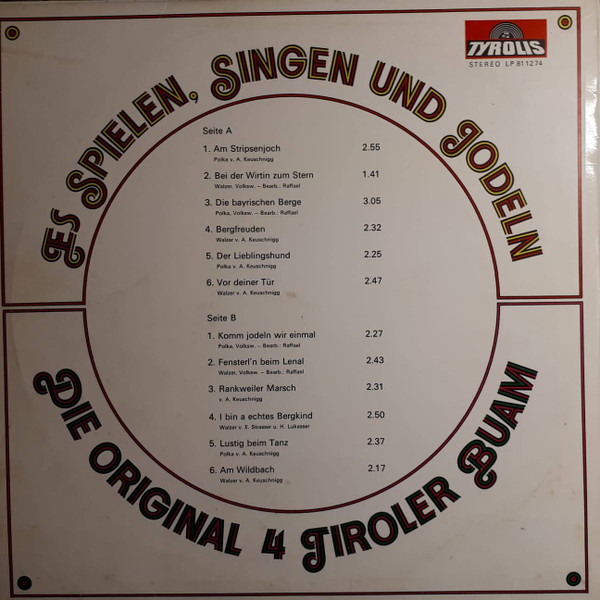 TYROLIS
STEREO LP 811274
ES SPIELEN, SINGEN UND JODELN
Seite A
1. Am Stripsenjoch 2.55
Polka v. A. Keuschnigg
2. Bei der Wirtin zum Stern 1.41
Walzer, Volksw. – Bearb.: Raffael
3. Die bayrischen Berge 3.05
Polka, Volksw. – Bearb.: Raffael
4. Bergfreuden 2.32
Walzer v. A. Keuschnigg
5. Der Lieblingshund 2.25
Polka v. A. Keuschnigg
6. Vor deiner Tür 2.47
Walzer v. A. Keuschnigg
Seite B
1. Komm jodeln wir einmal 2.27
Polka, Volksw. – Bearb.: Raffael
2. Fensterl'n beim Lenal 2.43
Walzer, Volksw. – Bearb.: Raffael
3. Rankweiler Marsch 2.31
v. A. Keuschnigg
4. I bin a echtes Bergkind 2.50
Walzer v. E. Strasser u. H. Lukasser
5. Lustig beim Tanz 2.37
Polka v. A. Keuschnigg
6. Am Wildbach 2.17
Walzer v. A. Keuschnigg
DIE ORIGINAL 4 TIROLER BUAM